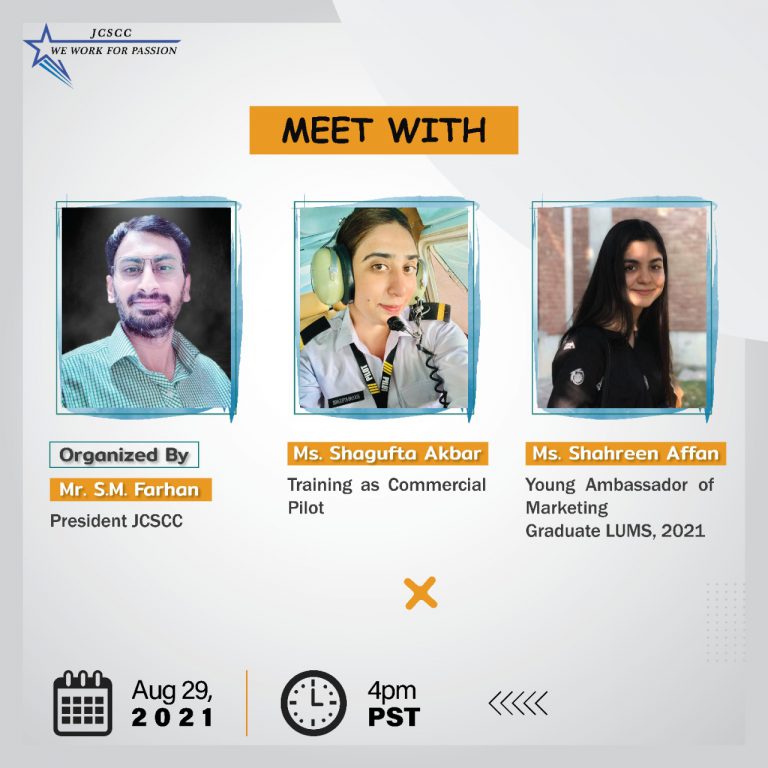 JCSCC
WE WORK FOR PASSION
MEET WITH
PILOT
Organized By
Mr. S.M. Farhan
President JCSCC
Ms. Shagufta Akbar
Training as Commercial
Pilot
Ms. Shahreen Affan
Young Ambassador of
Marketing
Graduate LUMS, 2021
Aug 29,
2021
4pm
PST